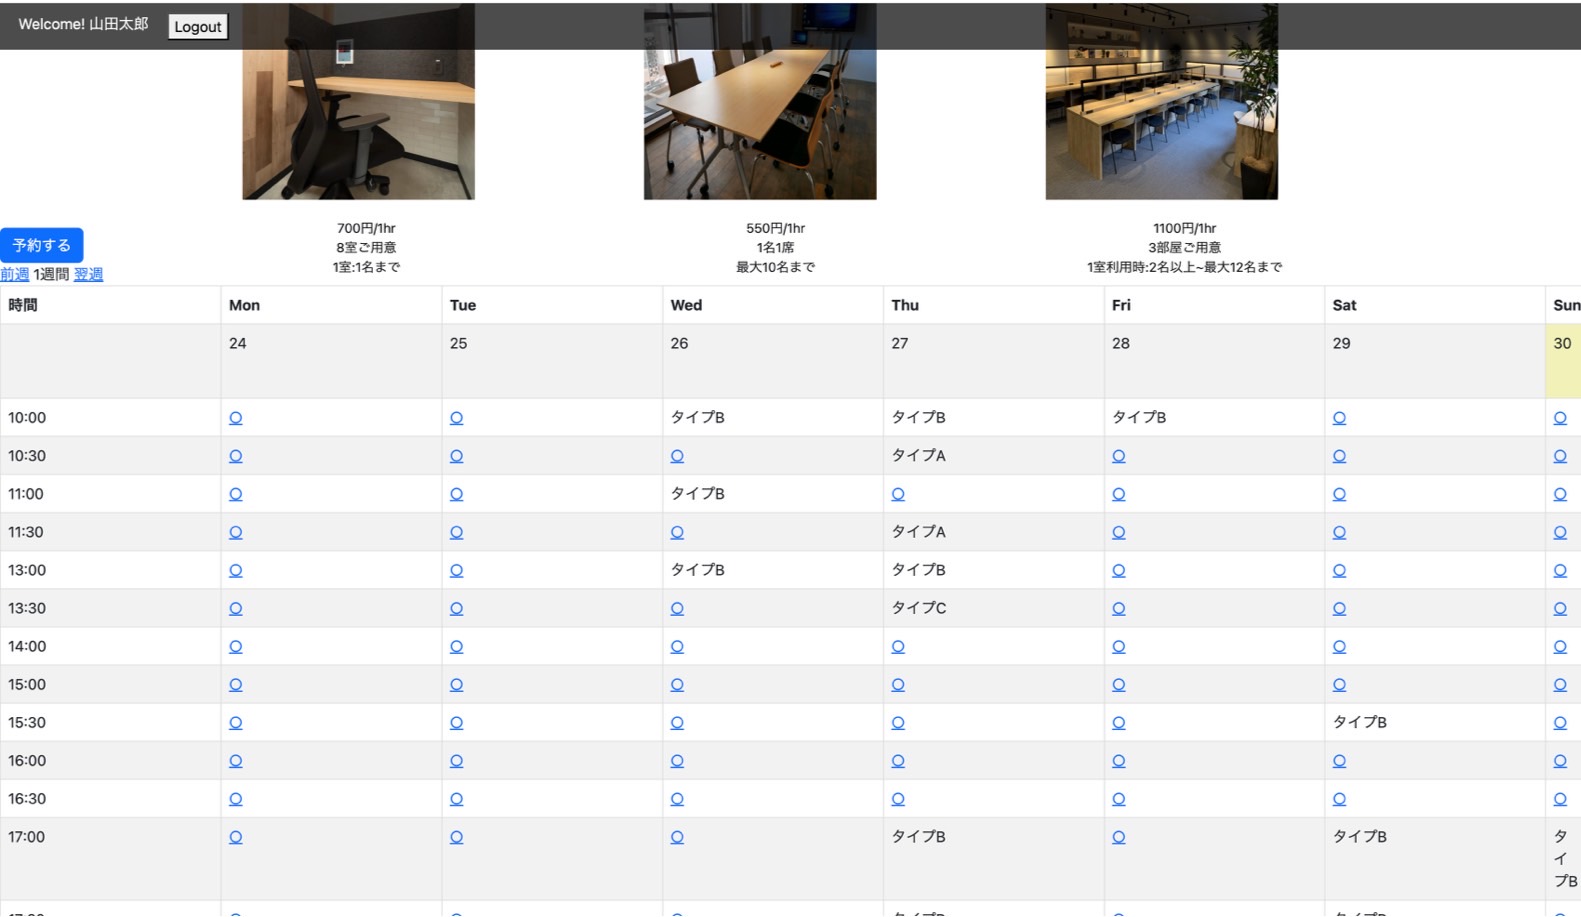 Welcome! 山田太郎 Logout
700円/1hr
8室ご用意
1室:1名まで
550円/1hr
1名1席
最大10名まで
1100円/1hr
3部屋ご用意
1室利用時:2名以上~最大12名まで
予約する
前週 1週間 翌週
時間 Mon Tue Wed Thu Fri Sat Sun
24 25 26 27 28 29 30
10:00 ○ ○ タイプB タイプB タイプB ○ ○
10:30 ○ ○ ○ タイプA ○ ○ ○
11:00 ○ ○ タイプB ○ ○ ○ ○
11:30 ○ ○ ○ タイプA ○ ○ ○
13:00 ○ ○ タイプB タイプB ○ ○ ○
13:30 ○ ○ ○ タイプC ○ ○ ○
14:00 ○ ○ ○ ○ ○ ○ ○
15:00 ○ ○ ○ ○ ○ ○ ○
15:30 ○ ○ ○ ○ ○ タイプB ○
16:00 ○ ○ ○ ○ ○ ○ ○
16:30 ○ ○ ○ ○ ○ ○ ○
17:00 ○ ○ ○ タイプB ○ タイプB タイプB